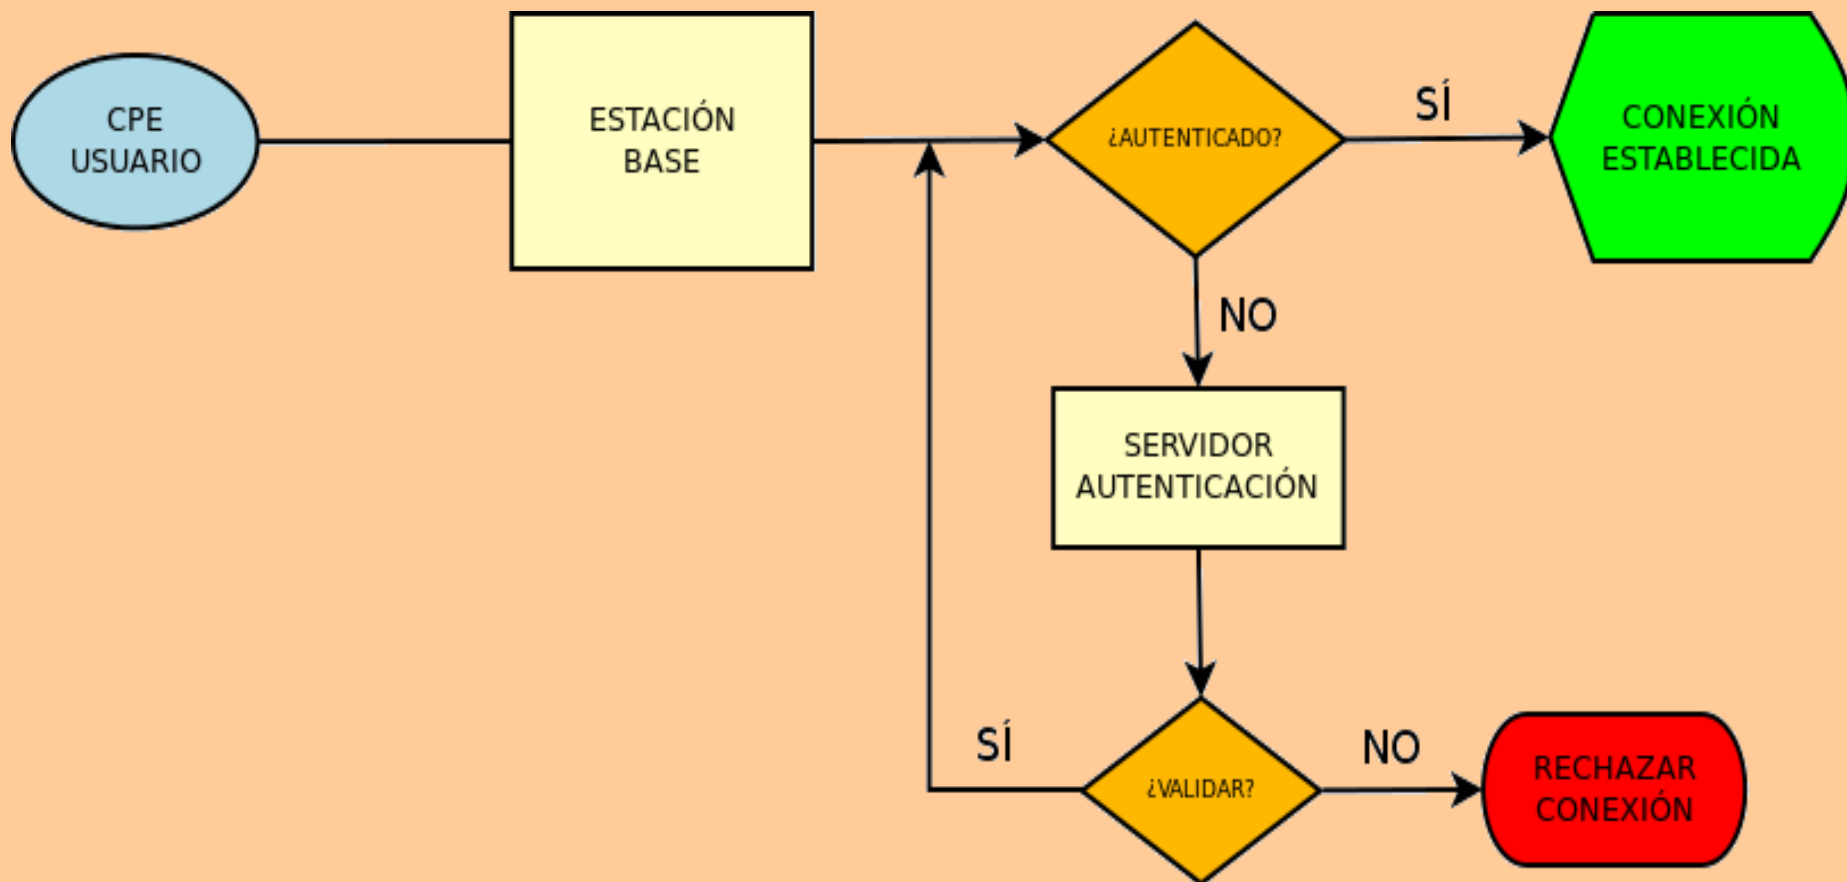 CPE
USUARIO
ESTACIÓN
BASE
¿AUTENTICADO?
SÍ
CONEXIÓN
ESTABLECIDA
NO
SERVIDOR
AUTENTICACIÓN
SÍ
¿VALIDAR?
NO
RECHAZAR
CONEXIÓN